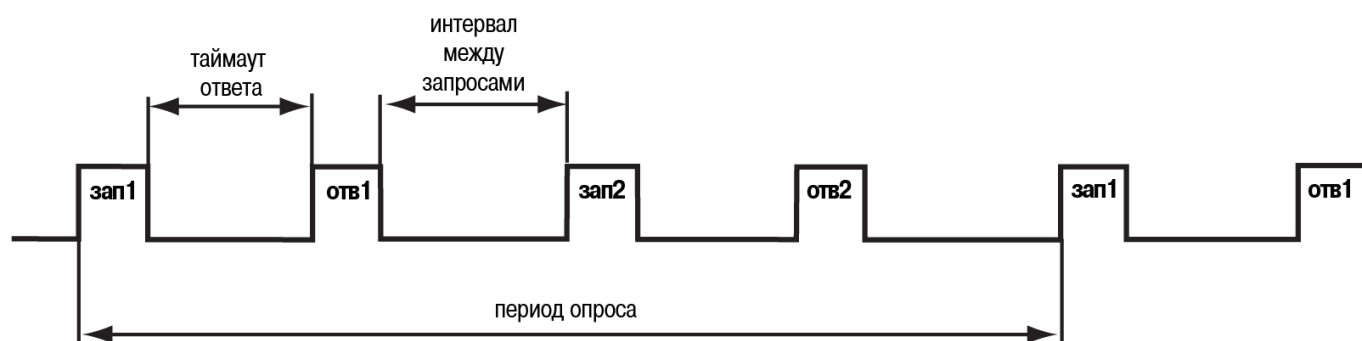 таймаут
ответа
интервал
между
запросами
зап1
отв1
зап2
отв2
зап1
отв1
период опроса